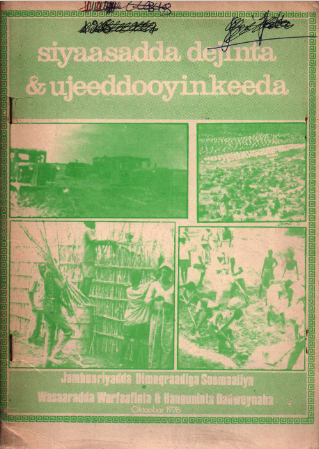 siyaasadda dejinta
& ujeeddooyinkeeda
Jamhuuriyadda Dimoqraadiga Soomaaliya
Wasaaradda Warfaafinta & Hanuuninta Dadweynaha
Oktoobar 1976